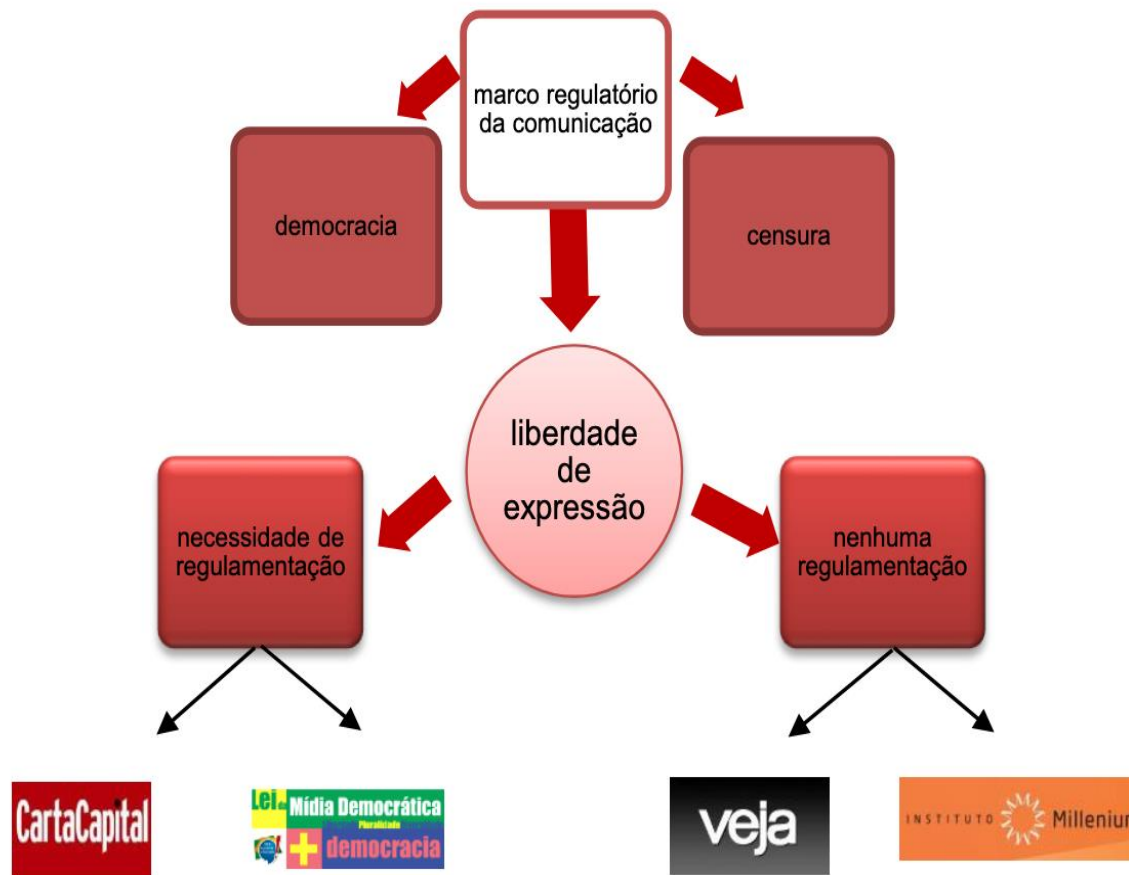 marco regulatório
da comunicação
democracia
censura
liberdade
de
expressão
necessidade de
regulamentação
nenhuma
regulamentação
CartaCapital
Lei da Mídia Democrática
Pluralidade
+ democracia
veja
INSTITUTO Millenium